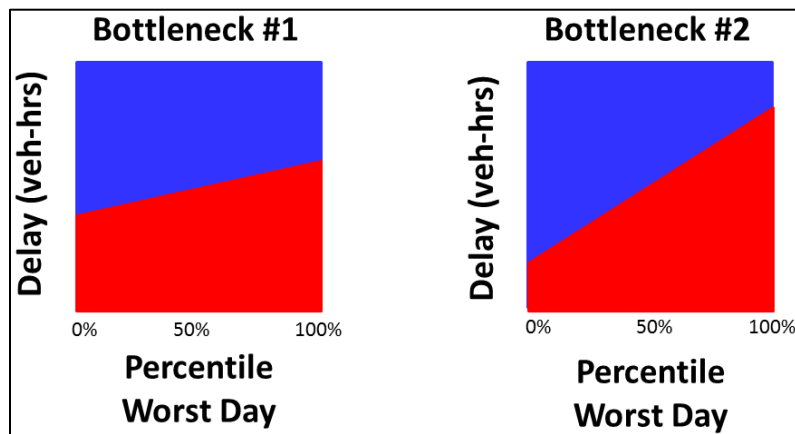 Bottleneck #1
Delay (veh-hrs)
0% 50% 100%
Percentile
Worst Day
Bottleneck #2
Delay (veh-hrs)
0% 50% 100%
Percentile
Worst Day